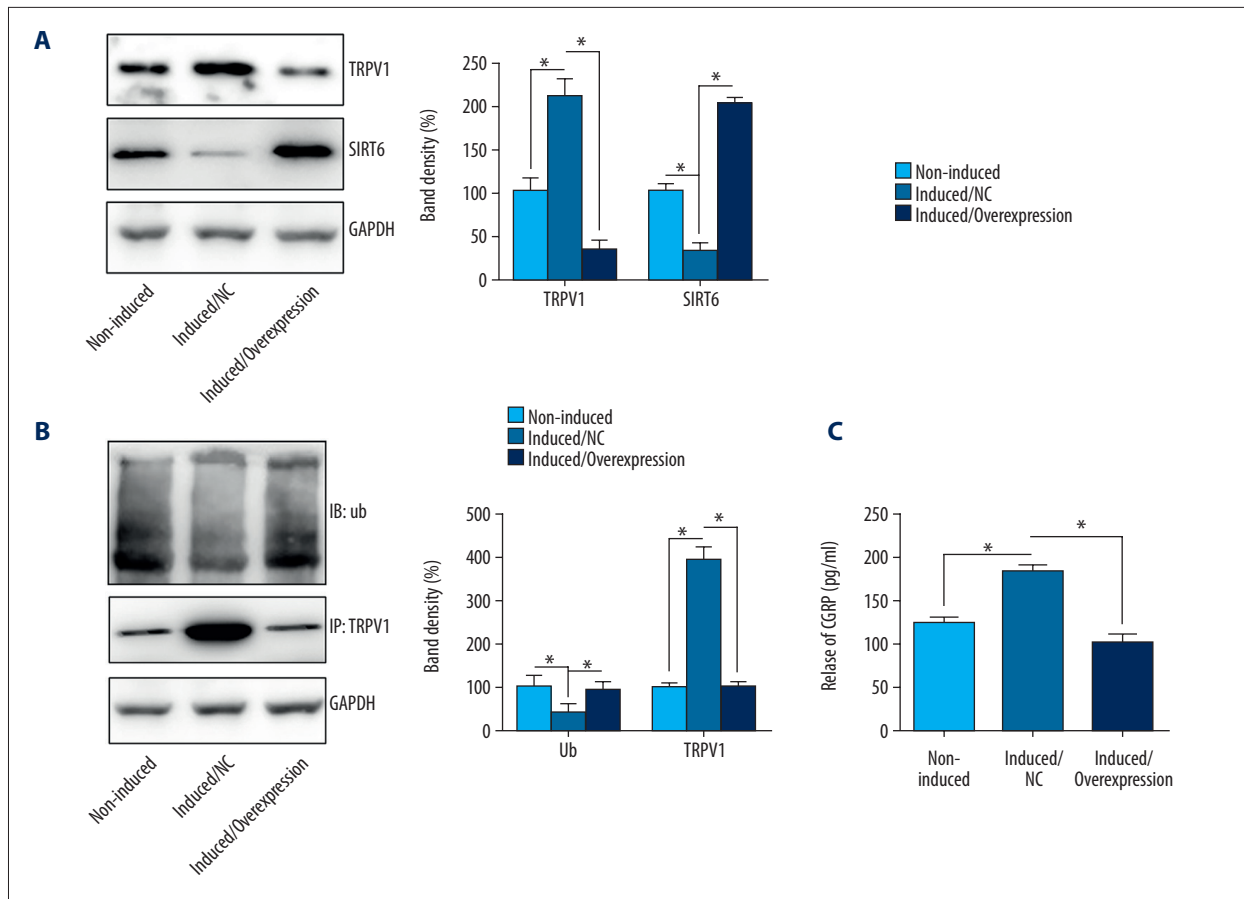 A
TRPV1
SIRT6
GAPDH
Non-induced
Induced/NC
Induced/Overexpression
Band density (%)
250
200
150
100
50
0
* *
* *
TRPV1 SIRT6
Non-induced
Induced/NC
Induced/Overexpression
B
IB: ub
IP: TRPV1
GAPDH
Non-induced
Induced/NC
Induced/Overexpression
Non-induced
Induced/NC
Induced/Overexpression
Band density (%)
500
400
300
200
100
0
* *
* *
Ub TRPV1
C
Relase of CGRP (pg/ml)
250
200
150
100
50
0
* *
Non-
induced
Induced/
NC
Induced/
Overexpression